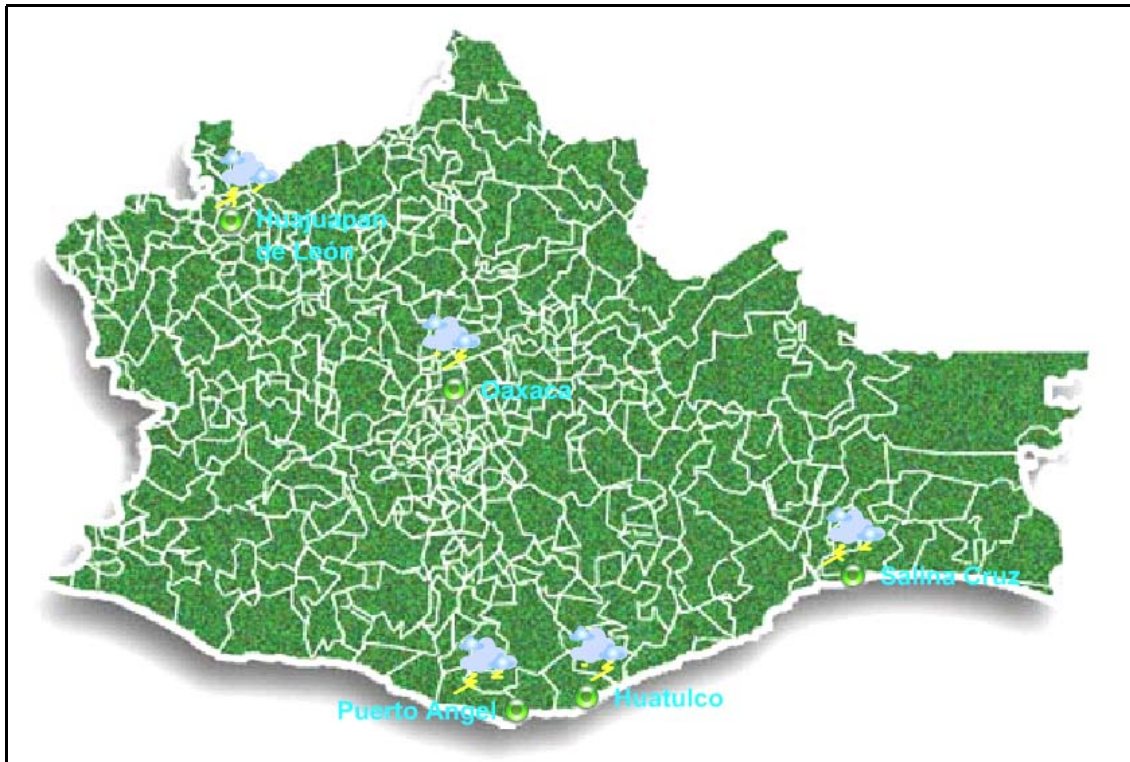 Huajuapan
de León
Oaxaca
Salina Cruz
Huatulco
Puerto Angel